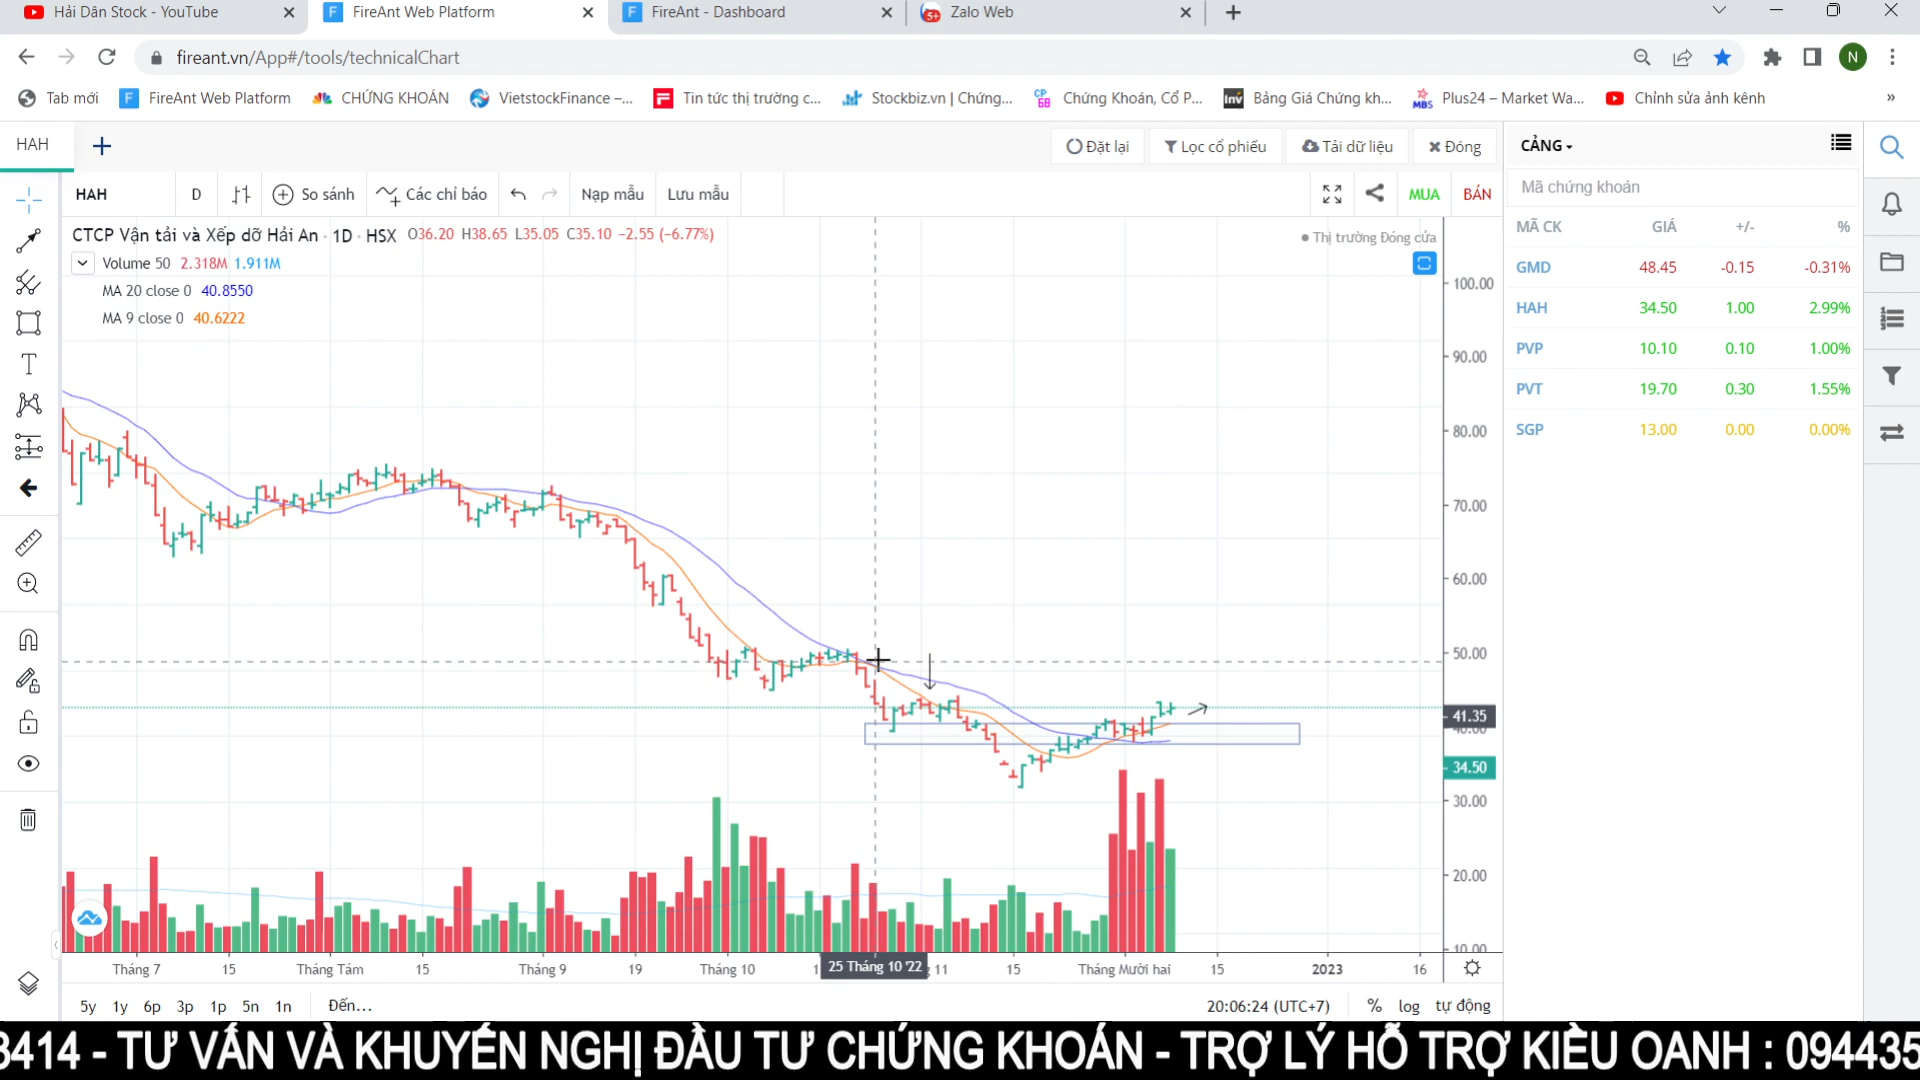 Hải Dân Stock - YouTube
FireAnt Web Platform
FireAnt - Dashboard
5+ Zalo Web
fireant.vn/App#/tools/technicalChart
N
Tab mới
FireAnt Web Platform
CHỨNG KHOÁN
VietstockFinance –...
Tin tức thị trường c...
Stockbiz.vn | Chứng...
CP68 Chứng Khoán, Cổ P...
Inv Bảng Giá Chứng kh...
MBS Plus24 – Market Wa...
Chỉnh sửa ảnh kênh
»
HAH
Đặt lại
Lọc cổ phiếu
Tải dữ liệu
Đóng
CẢNG
HAH
D
So sánh
Các chỉ báo
Nạp mẫu
Lưu mẫu
MUA
BÁN
Mã chứng khoán
CTCP Vận tải và Xếp dỡ Hải An · 1D · HSX O36.20 H38.65 L35.05 C35.10 −2.55 (−6.77%)
Thị trường Đóng cửa
Volume 50 2.318M 1.911M
MA 20 close 0 40.8550
MA 9 close 0 40.6222
MÃ CK GIÁ +/- %
GMD 48.45 -0.15 -0.31%
HAH 34.50 1.00 2.99%
PVP 10.10 0.10 1.00%
PVT 19.70 0.30 1.55%
SGP 13.00 0.00 0.00%
100.00
90.00
80.00
70.00
60.00
50.00
41.35
40.00
34.50
30.00
20.00
10.00
Tháng 7 15 Tháng Tám 15 Tháng 9 19 Tháng 10 25 Tháng 10 '22 11 15 Tháng Mười hai 15 2023 16
5y 1y 6p 3p 1p 5n 1n Đến...
20:06:24 (UTC+7) % log tự động
3414 - TƯ VẤN VÀ KHUYẾN NGHỊ ĐẦU TƯ CHỨNG KHOÁN - TRỢ LÝ HỖ TRỢ KIỀU OANH : 094435